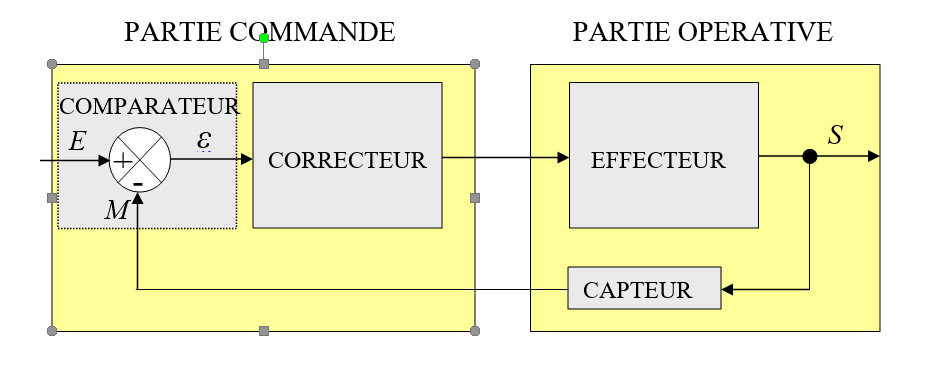 PARTIE COMMANDE
PARTIE OPERATIVE
COMPARATEUR
E
ε
+
-
M
CORRECTEUR
EFFECTEUR
S
CAPTEUR